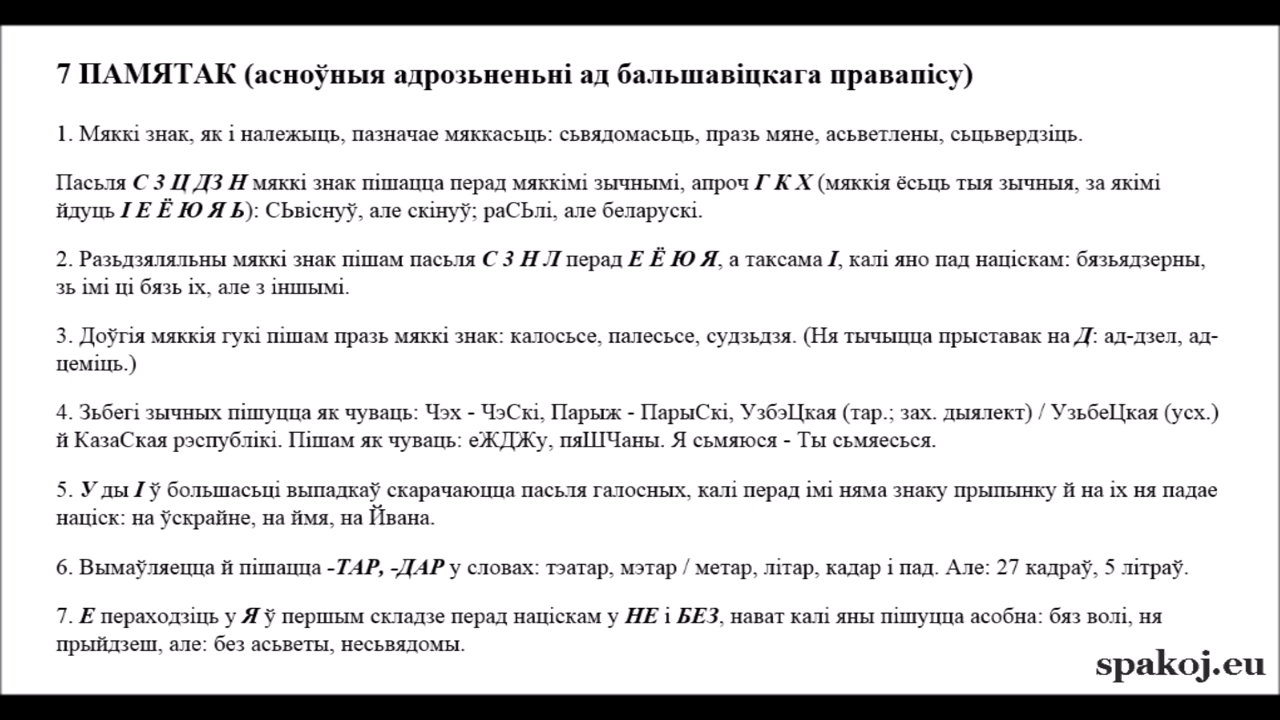 7 ПАМЯТАК (асноўныя адрозьненьні ад бальшавіцкага правапісу)
1. Мяккі знак, як і належыць, пазначае мяккасьць: сьвядомасьць, празь мяне, асьветлены, сьцьвердзіць.
Пасьля С З Ц ДЗ Н мяккі знак пішацца перад мяккімі зычнымі, апроч Г К Х (мяккія ёсьць тыя зычныя, за якімі
йдуць І Е Ё Ю Я Ь): СЬвіснуў, але скінуў; раСЬлі, але беларускі.
2. Разьдзяляльны мяккі знак пішам пасьля С З Н Л перад Е Ё Ю Я, а таксама І, калі яно пад націскам: бязьядзерны,
зь імі ці бязь іх, але з іншымі.
3. Доўгія мяккія гукі пішам празь мяккі знак: калосьсе, палесьсе, судзьдзя. (Ня тычыцца прыставак на Д: ад-дзел, ад-
цеміць.)
4. Зьбегі зычных пішуцца як чуваць: Чэх - ЧэСкі, Парыж - ПарыСкі, УзбэЦкая (тар.; зах. дыялект) / УзьбеЦкая (усх.)
й КазаСкая рэспублікі. Пішам як чуваць: еЖДЖу, пяШЧаны. Я сьмяюся - Ты сьмяесься.
5. У ды І ў большасьці выпадкаў скарачаюцца пасьля галосных, калі перад імі няма знаку прыпынку й на іх ня падае
націск: на ўскрайне, на ймя, на Йвана.
6. Вымаўляецца й пішацца -ТАР, -ДАР у словах: тэатар, мэтар / метар, літар, кадар і пад. Але: 27 кадраў, 5 літраў.
7. Е пераходзіць у Я ў першым складзе перад націскам у НЕ і БЕЗ, нават калі яны пішуцца асобна: бяз волі, ня
прыйдзеш, але: без асьветы, несьвядомы.
spakoj.eu